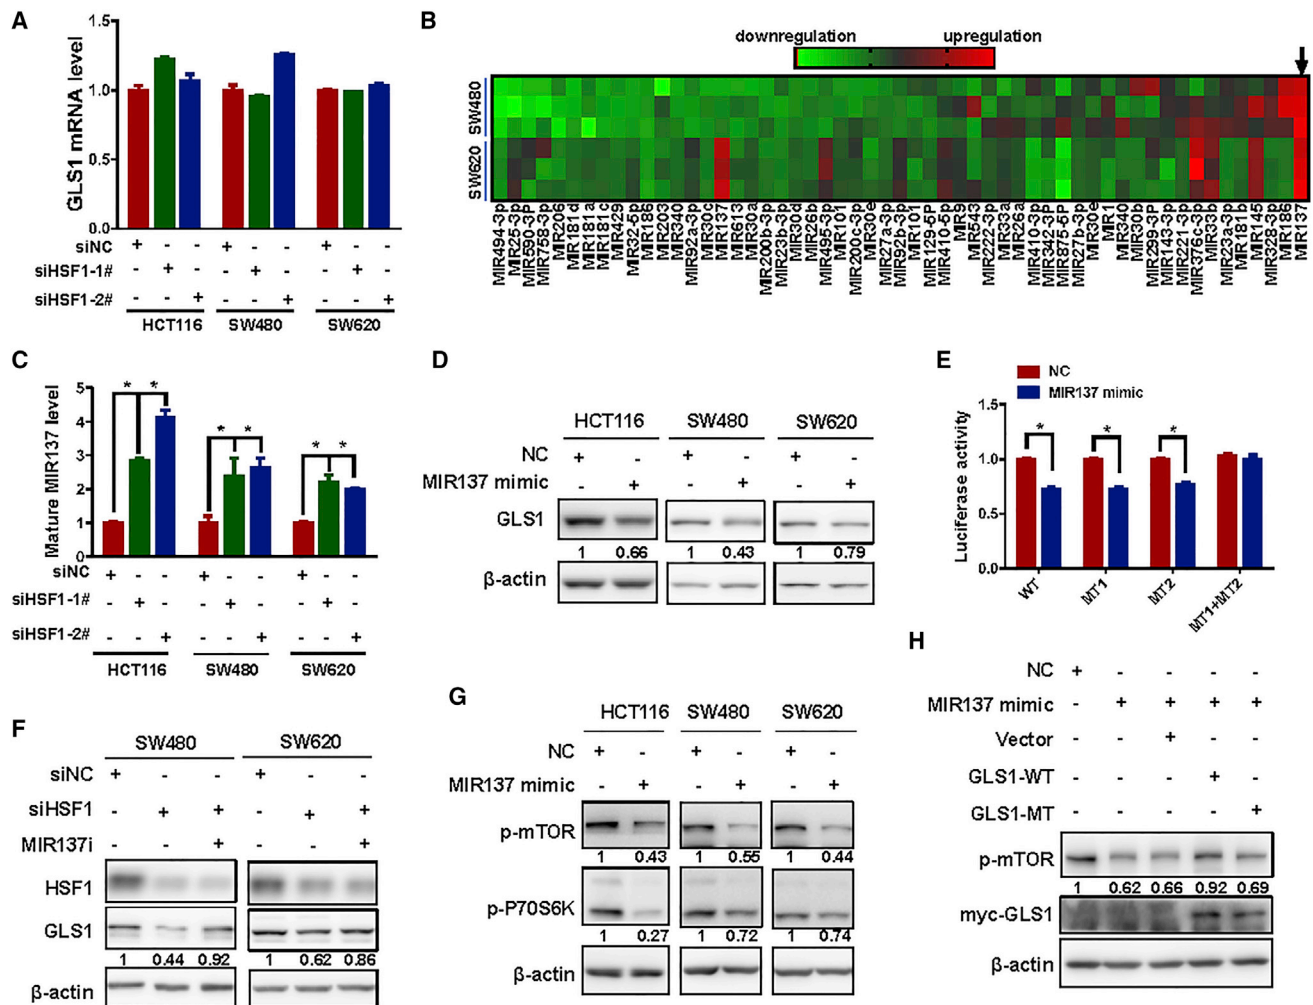 A
GLS1 mRNA level
1.5
1.0
0.5
0.0
siNC + - - + - - + - -
siHSF1-1# - + - - + - - + -
siHSF1-2# - - + - - + - - +
HCT116 SW480 SW620
B
downregulation upregulation
SW480
SW620
MIR494-3p
MIR25-3p
MIR590-3P
MIR758-3p
MIR206
MIR181d
MIR181a
MIR181c
MIR429
MIR32-5p
MIR186
MIR203
MIR340
MIR92a-3p
MIR30c
MIR137
MIR613
MIR30a
MIR200b-3p
MIR23b-3p
MIR30d
MIR26b
MIR495-3p
MIR101
MIR200c-3p
MIR30e
MIR27a-3p
MIR92b-3p
MIR101
MIR129-5P
MIR410-5p
MIR9
MIR543
MIR222-3p
MIR33a
MIR26a
MIR410-3p
MIR342-3P
MIR875-5P
MIR27b-3p
MIR30e
MIR1
MIR340
MIR30b
MIR299-3P
MIR143-3p
MIR221-3p
MIR376c-3p
MIR33b
MIR23a-3p
MIR181b
MIR145
MIR328-3p
MIR186
MIR137
C
Mature MIR137 level
5
4
3
2
1
0
* * * * * *
siNC + - - + - - + - -
siHSF1-1# - + - - + - - + -
siHSF1-2# - - + - - + - - +
HCT116 SW480 SW620
D
HCT116 SW480 SW620
NC + - + - + -
MIR137 mimic - + - + - +
GLS1
1 0.66 1 0.43 1 0.79
β-actin
E
NC
MIR137 mimic
Luciferase activity
1.5
1.0
0.5
0.0
* * *
WT MT1 MT2 MT1+MT2
F
SW480 SW620
siNC + - - + - -
siHSF1 - + + - + +
MIR137i - - + - - +
HSF1
GLS1
1 0.44 0.92 1 0.62 0.86
β-actin
G
HCT116 SW480 SW620
NC + - + - + -
MIR137 mimic - + - + - +
p-mTOR
1 0.43 1 0.55 1 0.44
p-P70S6K
1 0.27 1 0.72 1 0.74
β-actin
H
NC + - - - -
MIR137 mimic - + + + +
Vector - - + - -
GLS1-WT - - - + -
GLS1-MT - - - - +
p-mTOR
1 0.62 0.66 0.92 0.69
myc-GLS1
β-actin